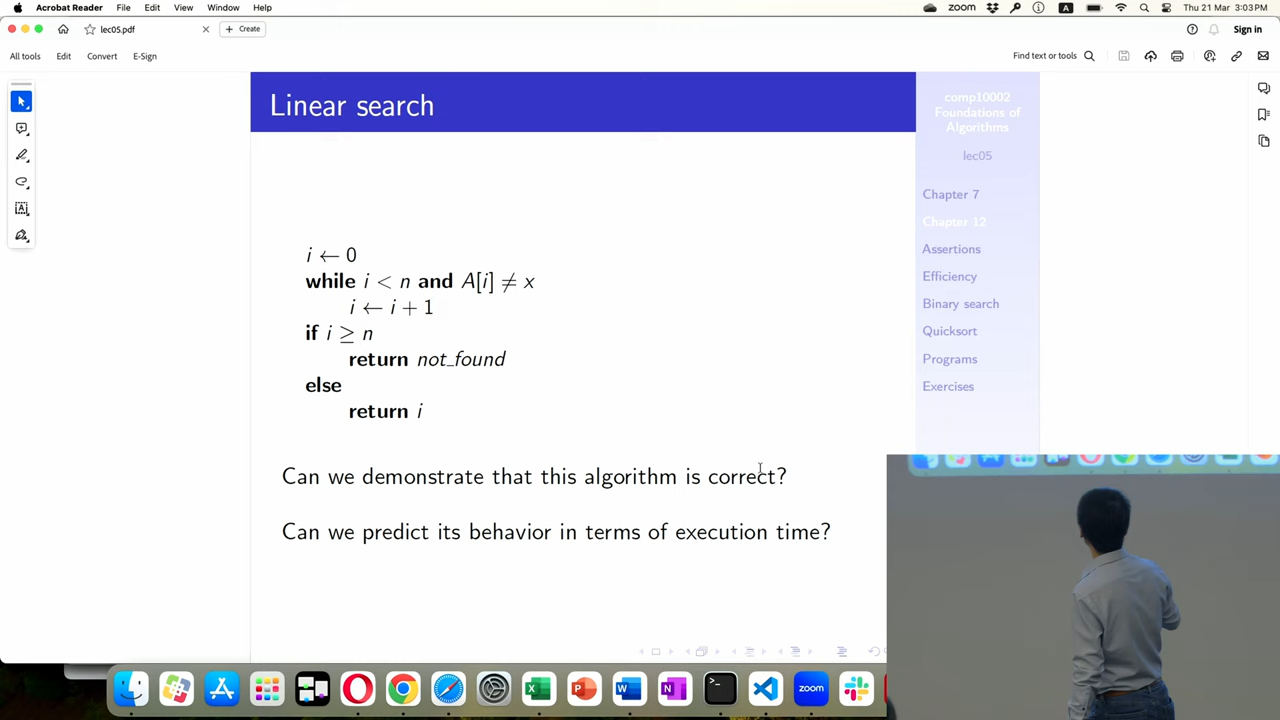 Acrobat Reader File Edit View Window Help
zoom
A
Thu 21 Mar 3:03 PM
lec05.pdf
+ Create
Sign in
All tools Edit Convert E-Sign
Find text or tools
Linear search
i ← 0
while i < n and A[i] ≠ x
i ← i + 1
if i ≥ n
return not_found
else
return i
Can we demonstrate that this algorithm is correct?
Can we predict its behavior in terms of execution time?
comp10002
Foundations of
Algorithms
lec05
Chapter 7
Chapter 12
Assertions
Efficiency
Binary search
Quicksort
Programs
Exercises
zoom